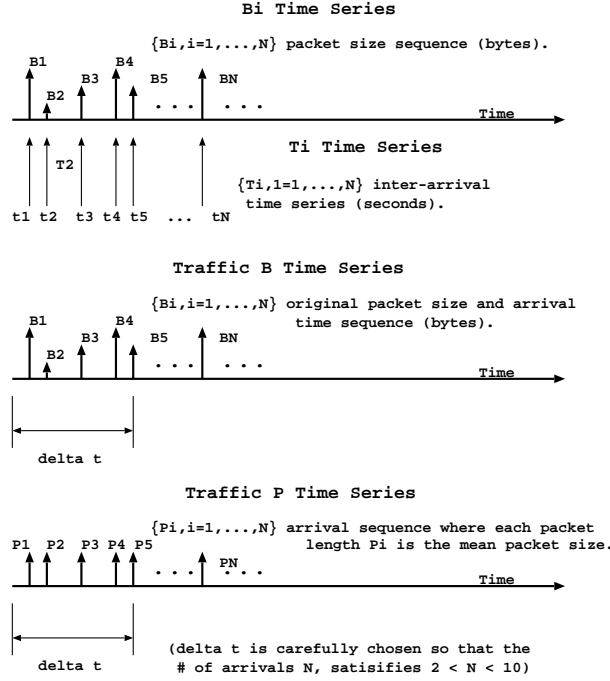 Bi Time Series
{Bi,i=1,...,N} packet size sequence (bytes).
B1 B2 B3 B4 B5 . . . BN . . .
Time
Ti Time Series
T2
{Ti,1=1,...,N} inter-arrival
time series (seconds).
t1 t2 t3 t4 t5 ... tN
Traffic B Time Series
{Bi,i=1,...,N} original packet size and arrival
time sequence (bytes).
B1 B2 B3 B4 B5 . . . BN . . .
Time
delta t
Traffic P Time Series
{Pi,i=1,...,N} arrival sequence where each packet
length Pi is the mean packet size.
P1 P2 P3 P4 P5 . . . PN . . .
Time
delta t
(delta t is carefully chosen so that the
# of arrivals N, satisifies 2 < N < 10)